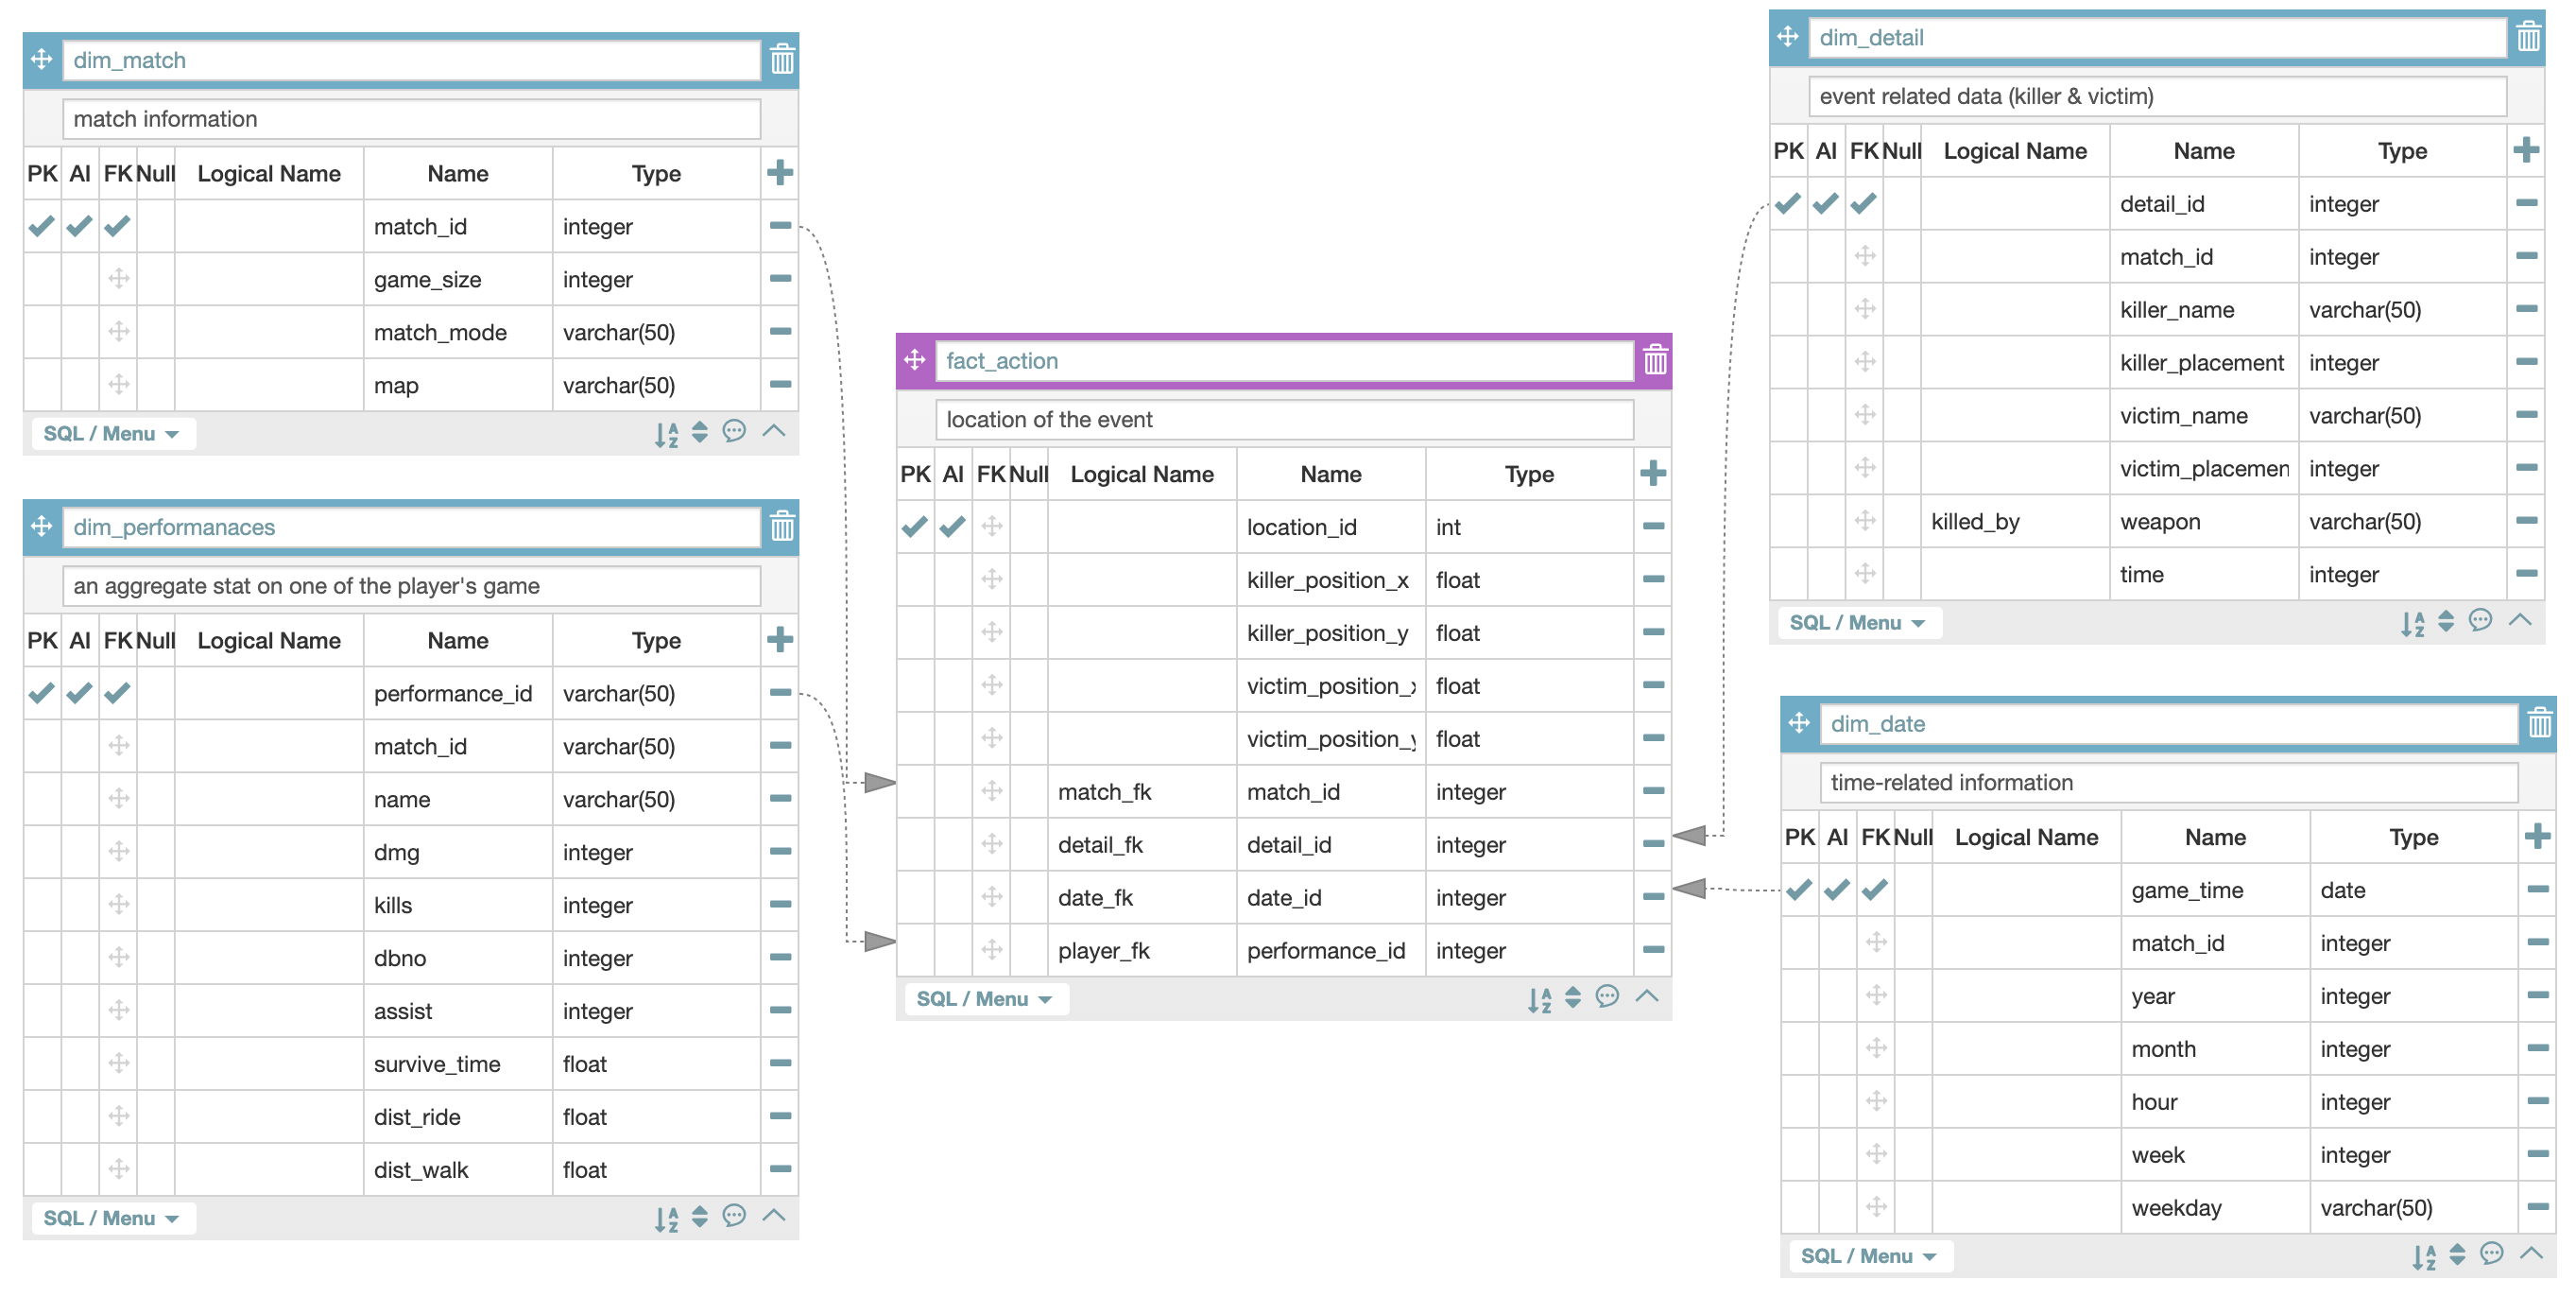 dim_match
match information
PK AI FK Null Logical Name Name Type
match_id integer
game_size integer
match_mode varchar(50)
map varchar(50)
SQL / Menu
dim_performanaces
an aggregate stat on one of the player's game
PK AI FK Null Logical Name Name Type
performance_id varchar(50)
match_id varchar(50)
name varchar(50)
dmg integer
kills integer
dbno integer
assist integer
survive_time float
dist_ride float
dist_walk float
SQL / Menu
fact_action
location of the event
PK AI FK Null Logical Name Name Type
location_id int
killer_position_x float
killer_position_y float
victim_position_x float
victim_position_y float
match_fk match_id integer
detail_fk detail_id integer
date_fk date_id integer
player_fk performance_id integer
SQL / Menu
dim_detail
event related data (killer & victim)
PK AI FK Null Logical Name Name Type
detail_id integer
match_id integer
killer_name varchar(50)
killer_placement integer
victim_name varchar(50)
victim_placemen integer
killed_by weapon varchar(50)
time integer
SQL / Menu
dim_date
time-related information
PK AI FK Null Logical Name Name Type
game_time date
match_id integer
year integer
month integer
hour integer
week integer
weekday varchar(50)
SQL / Menu